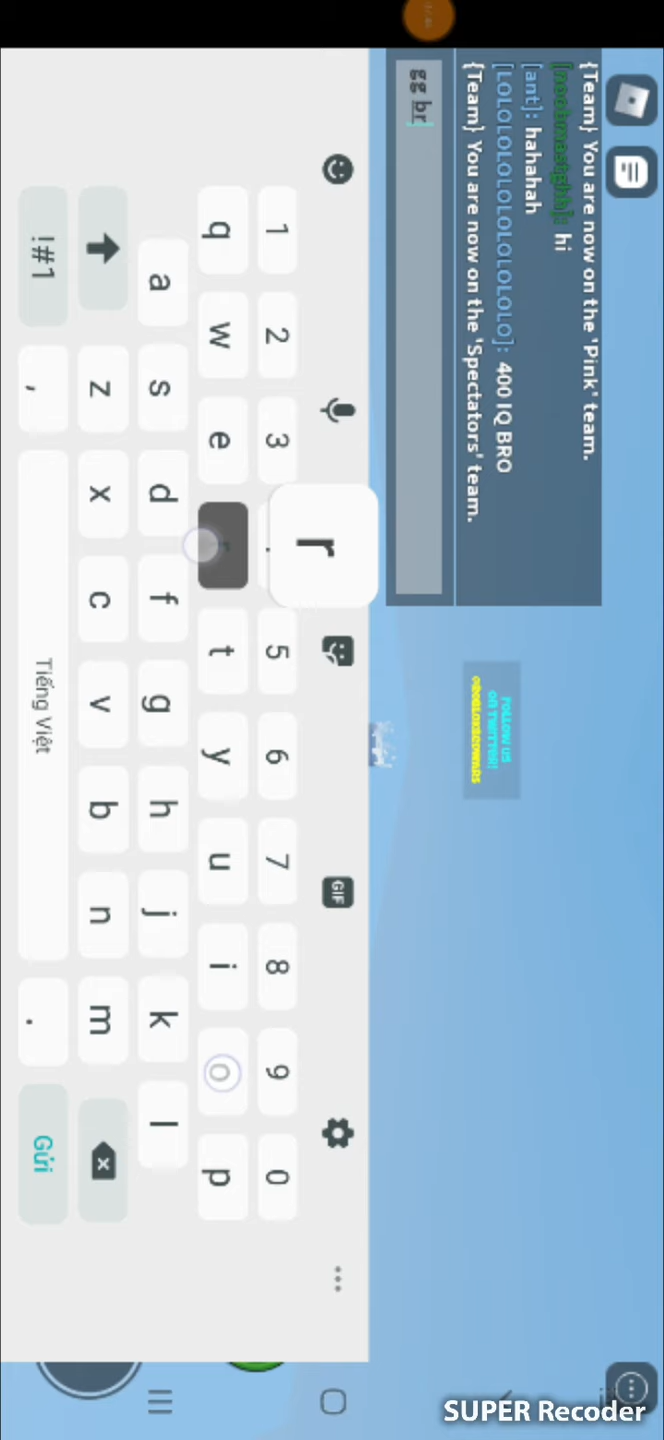 {Team} You are now on the 'Pink' team.
hi
[ant]: hahahah
[LOLOLOLOLOLOLOLOLO]: 400 IQ BRO
{Team} You are now on the 'Spectators' team.
gg br
FOLLOW US
ON TWITTER!
GIF
1 2 3 5 6 7 8 9 0
q w e r t y u i o p
r
a s d f g h j k l
z x c v b n m
!#1 , Tiếng Việt . Gửi
SUPER Recorder